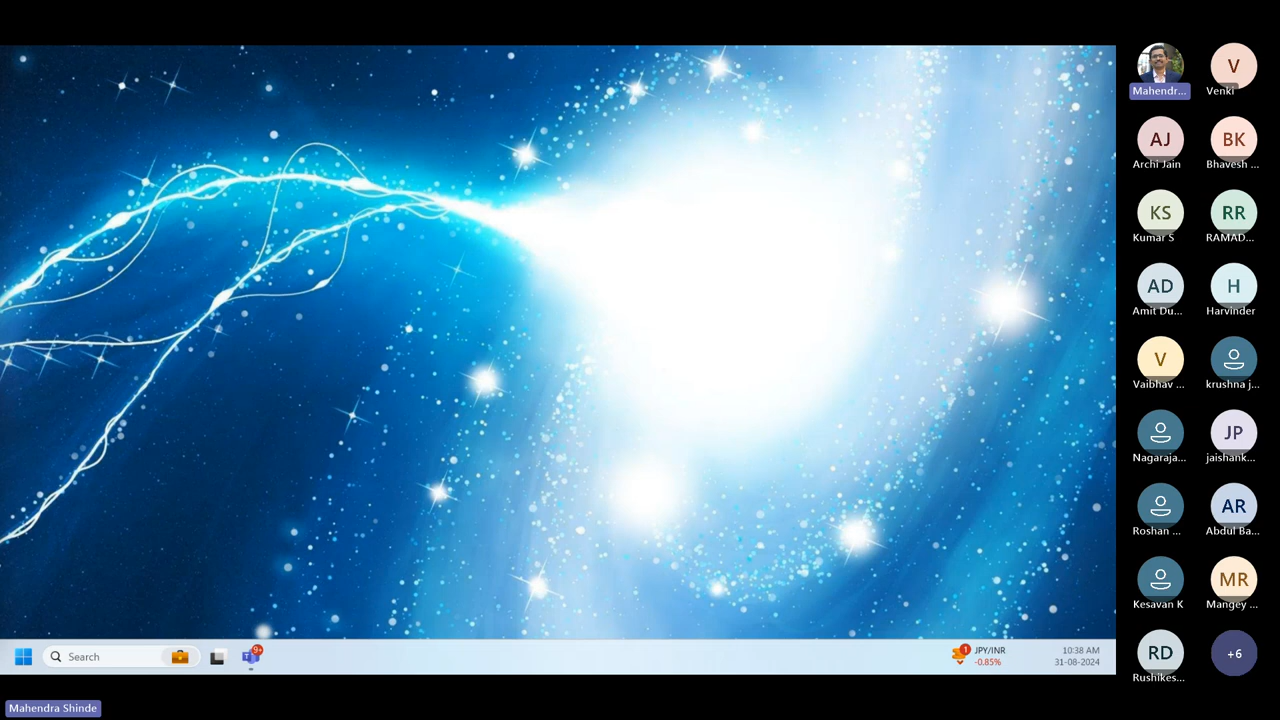 Mahendr...
V
Venki
AJ
Archi Jain
BK
Bhavesh ...
KS
Kumar S
RR
RAMAD...
AD
Amit Du...
H
Harvinder
V
Vaibhav ...
krushna j...
Nagaraja...
JP
jaishank...
Roshan ...
AR
Abdul Ba...
Kesavan K
MR
Mangey ...
RD
Rushikes...
+6
Search
9+
1
JPY/INR
-0.85%
10:38 AM
31-08-2024
Mahendra Shinde